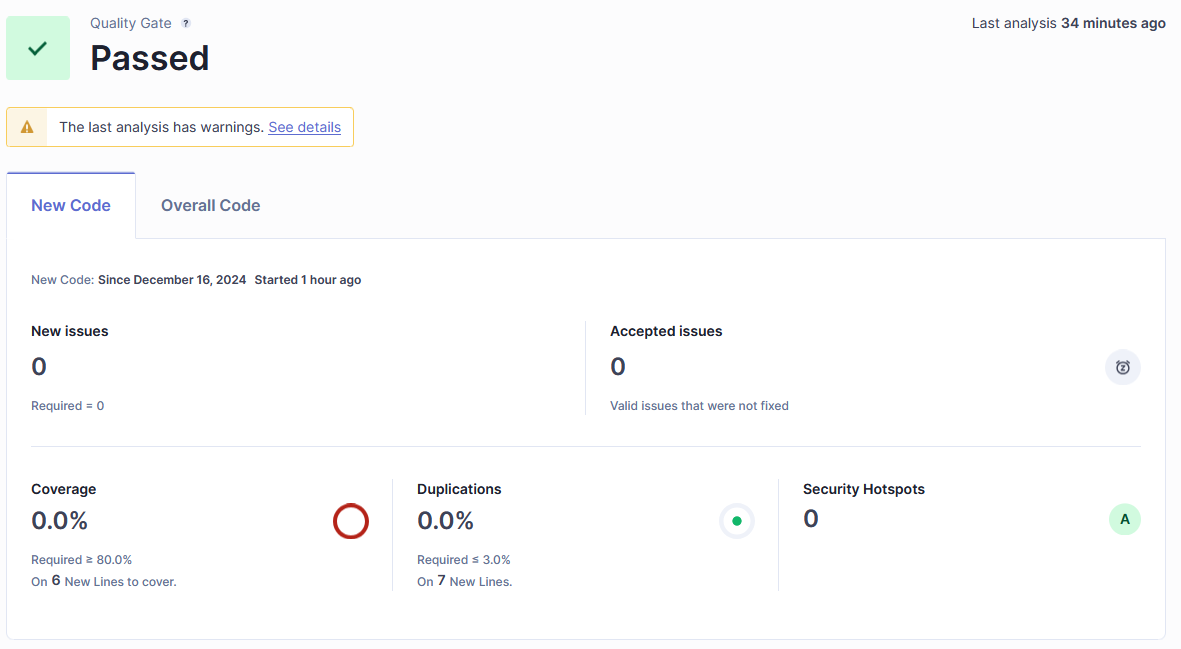 Quality Gate ?
Last analysis 34 minutes ago
Passed
The last analysis has warnings. See details
New Code
Overall Code
New Code: Since December 16, 2024 Started 1 hour ago
New issues
0
Required = 0
Accepted issues
0
Valid issues that were not fixed
Coverage
0.0%
Required ≥ 80.0%
On 6 New Lines to cover.
Duplications
0.0%
Required ≤ 3.0%
On 7 New Lines.
Security Hotspots
0
A